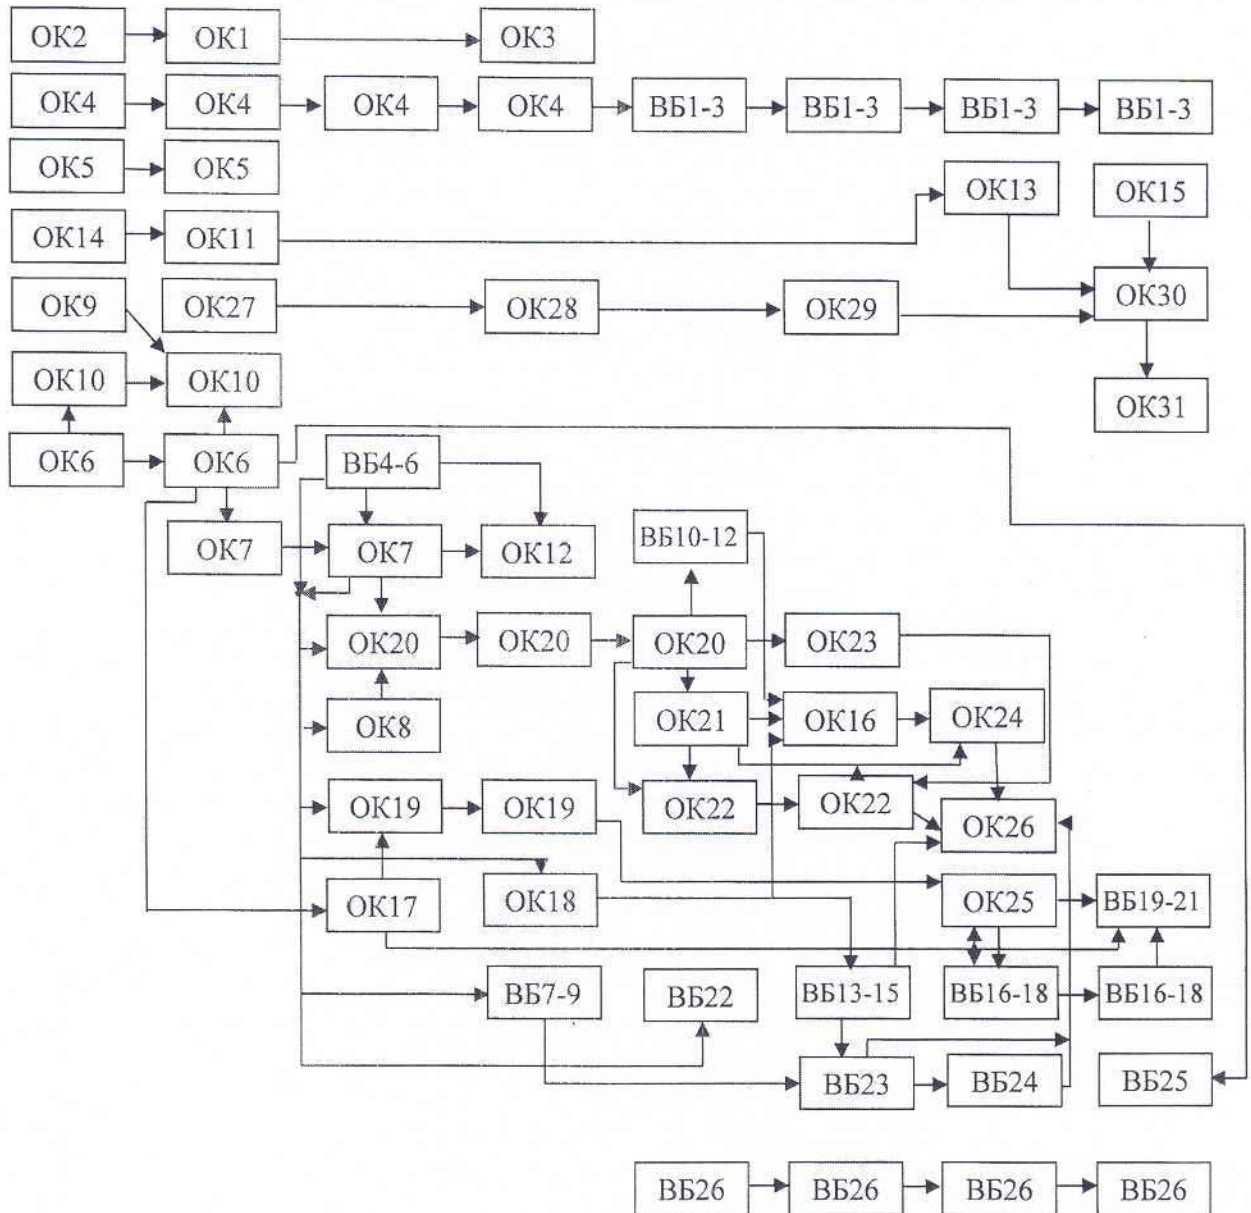 ОК2 ОК1 ОК3
ОК4 ОК4 ОК4 ОК4 ВБ1-3 ВБ1-3 ВБ1-3 ВБ1-3
ОК5 ОК5 ОК13 ОК15
ОК14 ОК11
ОК9 ОК27 ОК28 ОК29 ОК30
ОК10 ОК10 ОК31
ОК6 ОК6 ВБ4-6
ОК7 ОК7 ОК12 ВБ10-12
ОК20 ОК20 ОК20 ОК23
ОК8 ОК21 ОК16 ОК24
ОК19 ОК19 ОК22 ОК22 ОК26
ОК17 ОК18 ОК25 ВБ19-21
ВБ7-9 ВБ22 ВБ13-15 ВБ16-18 ВБ16-18
ВБ23 ВБ24 ВБ25
ВБ26 ВБ26 ВБ26 ВБ26